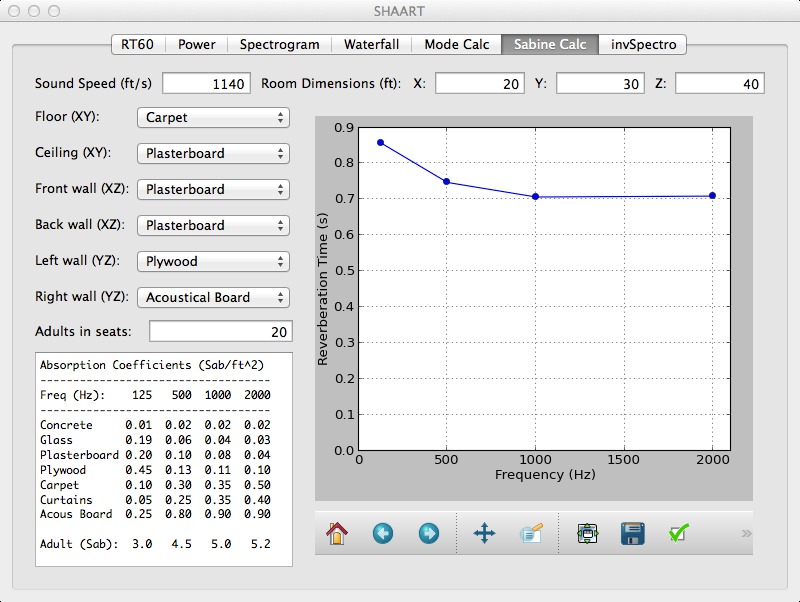 SHAART
RT60 Power Spectrogram Waterfall Mode Calc Sabine Calc invSpectro
Sound Speed (ft/s) 1140 Room Dimensions (ft): X: 20 Y: 30 Z: 40
Floor (XY): Carpet
Ceiling (XY): Plasterboard
Front wall (XZ): Plasterboard
Back wall (XZ): Plasterboard
Left wall (YZ): Plywood
Right wall (YZ): Acoustical Board
Adults in seats: 20
Absorption Coefficients (Sab/ft^2)
----------------------------------
Freq (Hz): 125 500 1000 2000
----------------------------------
Concrete 0.01 0.02 0.02 0.02
Glass 0.19 0.06 0.04 0.03
Plasterboard 0.20 0.10 0.08 0.04
Plywood 0.45 0.13 0.11 0.10
Carpet 0.10 0.30 0.35 0.50
Curtains 0.05 0.25 0.35 0.40
Acous Board 0.25 0.80 0.90 0.90
Adult (Sab): 3.0 4.5 5.0 5.2
0.9
0.8
0.7
0.6
0.5
0.4
0.3
0.2
0.1
0.0
Reverberation Time (s)
0 500 1000 1500 2000
Frequency (Hz)
»